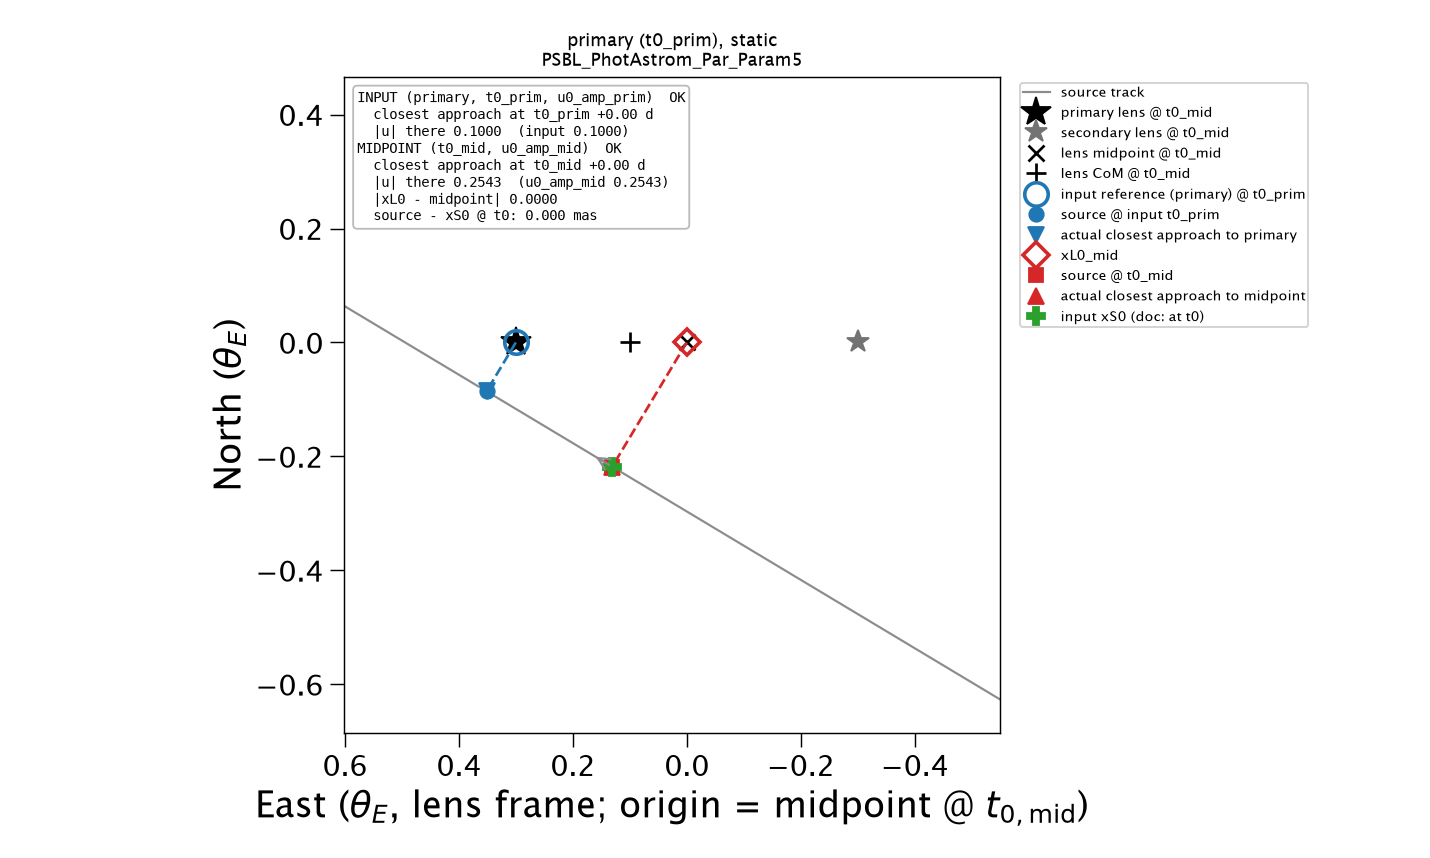 primary (t0_prim), static
PSBL_PhotAstrom_Par_Param5
INPUT (primary, t0_prim, u0_amp_prim)  OK
  closest approach at t0_prim +0.00 d
  |u| there 0.1000  (input 0.1000)
MIDPOINT (t0_mid, u0_amp_mid)  OK
  closest approach at t0_mid +0.00 d
  |u| there 0.2543  (u0_amp_mid 0.2543)
  |xL0 - midpoint| 0.0000
  source - xS0 @ t0: 0.000 mas
source track
primary lens @ t0_mid
secondary lens @ t0_mid
lens midpoint @ t0_mid
lens CoM @ t0_mid
input reference (primary) @ t0_prim
source @ input t0_prim
actual closest approach to primary
xL0_mid
source @ t0_mid
actual closest approach to midpoint
input xS0 (doc: at t0)
North (θ_E)
0.4
0.2
0.0
−0.2
−0.4
−0.6
0.6
0.4
0.2
0.0
−0.2
−0.4
East (θ_E, lens frame; origin = midpoint @ t_{0, mid})